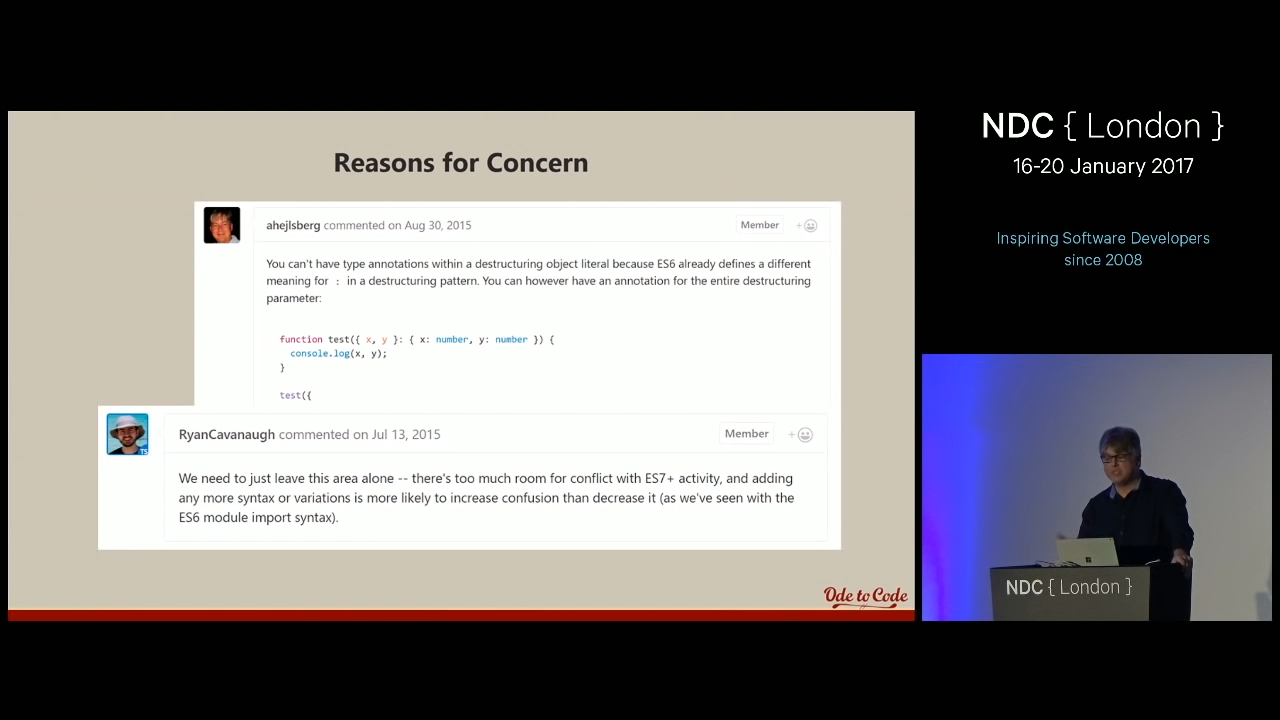 Reasons for Concern
ahejlsberg commented on Aug 30, 2015
Member
+
You can't have type annotations within a destructuring object literal because ES6 already defines a different
meaning for : in a destructuring pattern. You can however have an annotation for the entire destructuring
parameter:
function test({ x, y }: { x: number, y: number }) {
console.log(x, y);
}
test({
RyanCavanaugh commented on Jul 13, 2015
Member
+
TS
We need to just leave this area alone -- there's too much room for conflict with ES7+ activity, and adding
any more syntax or variations is more likely to increase confusion than decrease it (as we've seen with the
ES6 module import syntax).
Ode to Code
NDC { London }
16-20 January 2017
Inspiring Software Developers
since 2008
NDC { London }